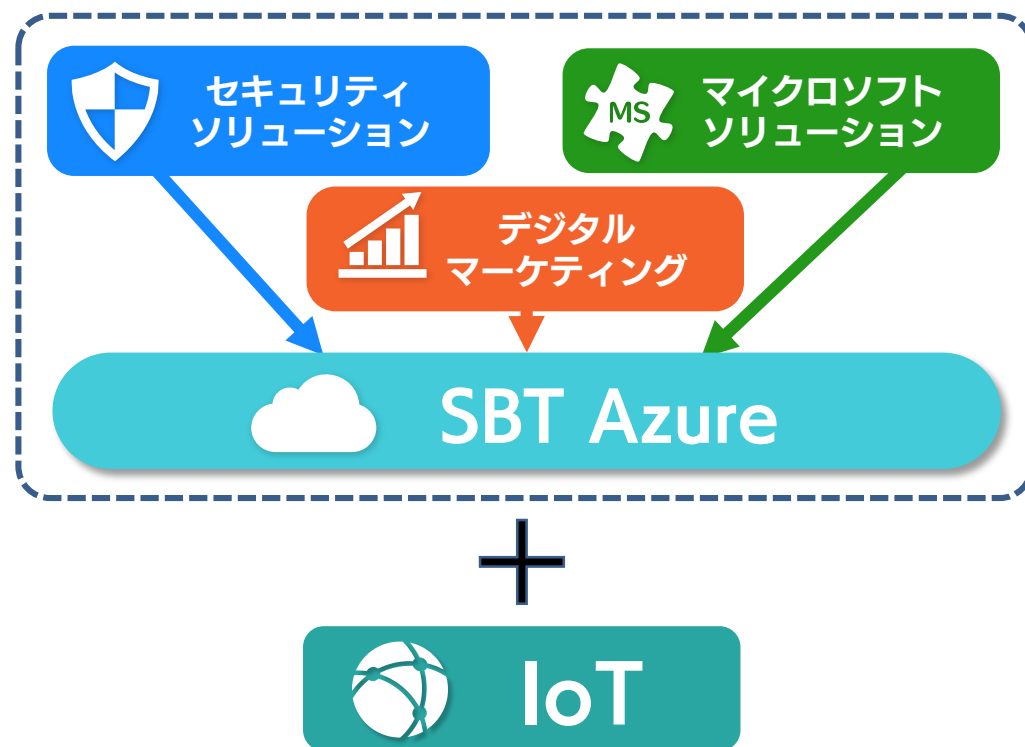 セキュリティ
ソリューション
MS
マイクロソフト
ソリューション
デジタル
マーケティング
SBT Azure
IoT